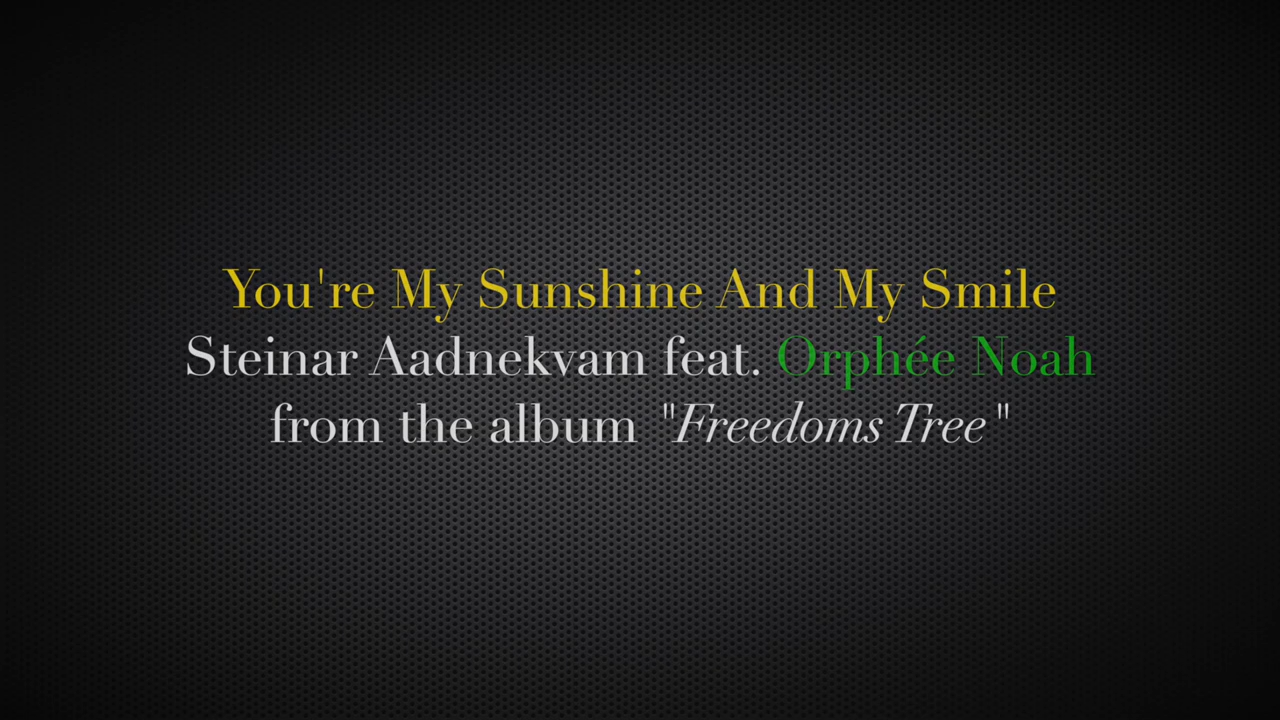 You're My Sunshine And My Smile
Steinar Aadnekvam feat. Orphée Noah
from the album "Freedoms Tree"